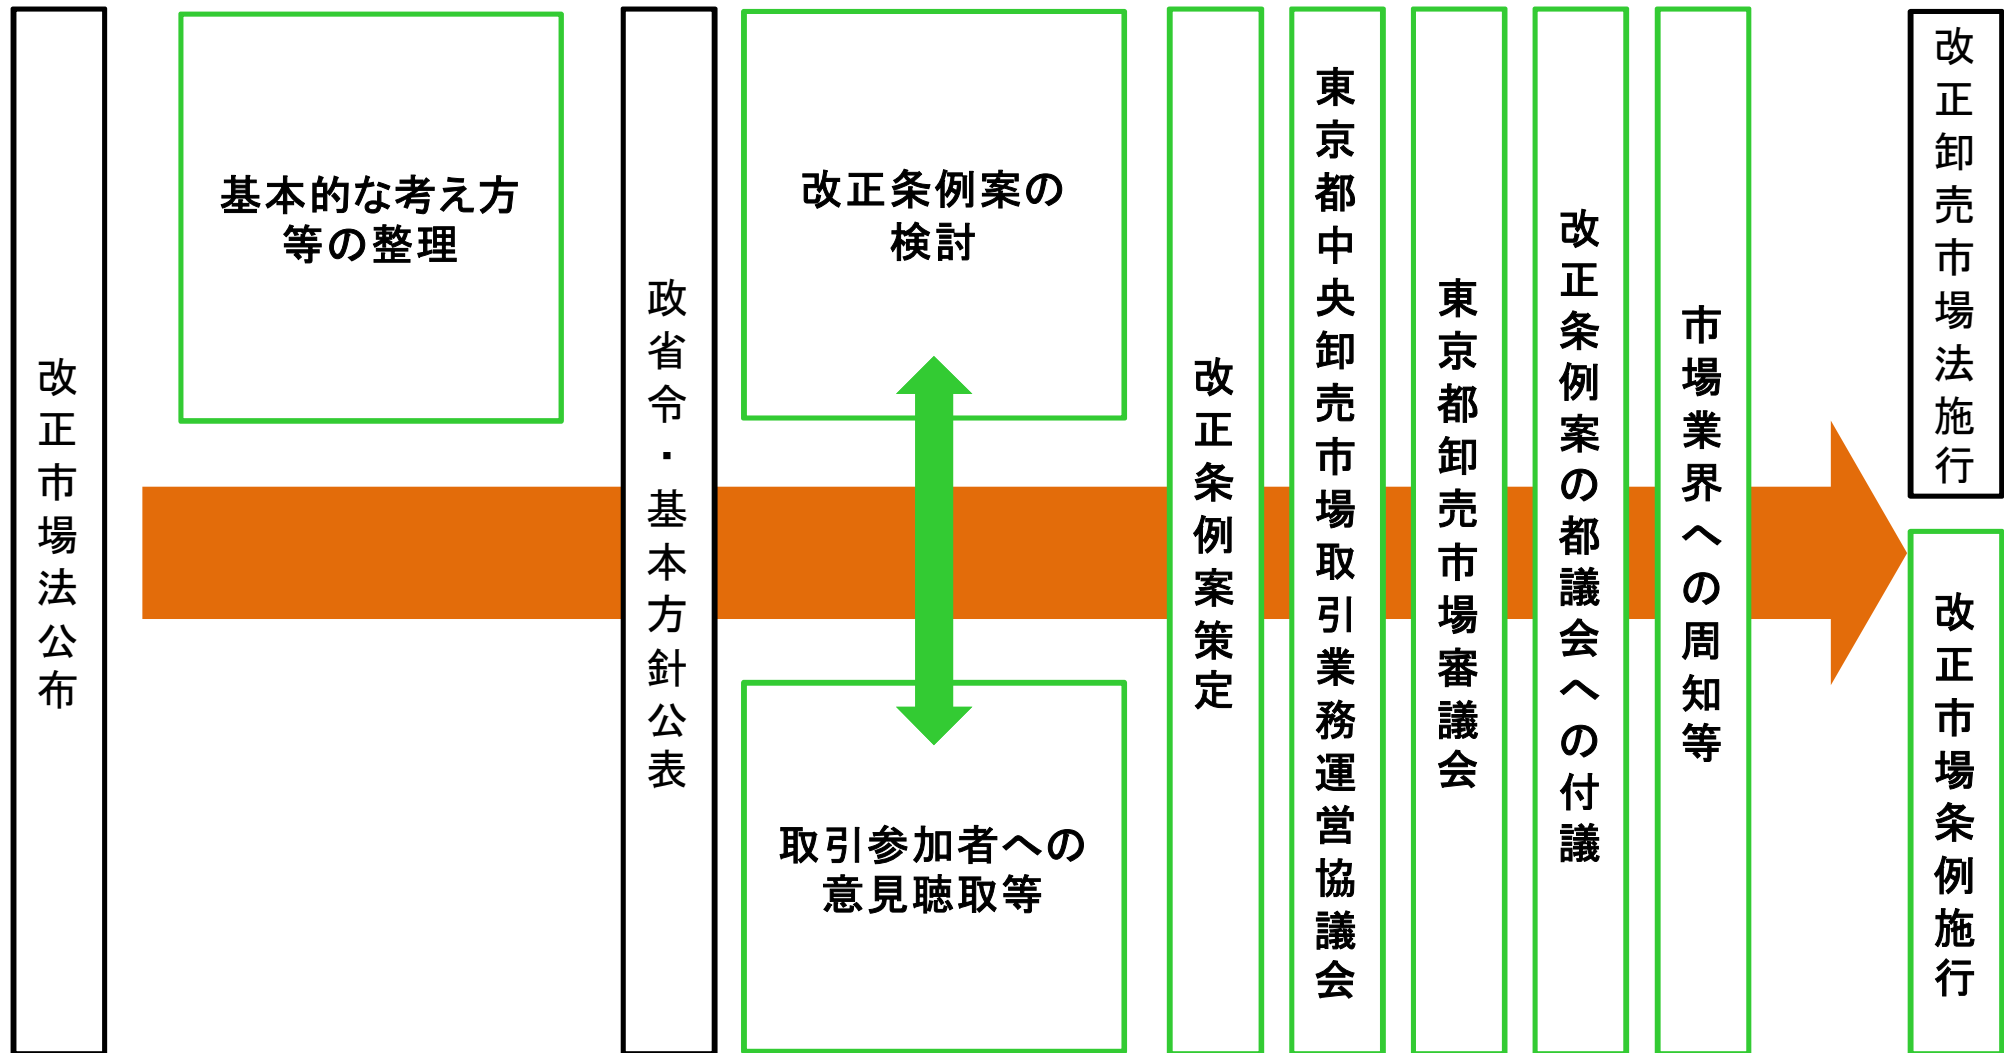 改正市場法公布
基本的な考え方
等の整理
政省令・基本方針公表
改正条例案の
検討
取引参加者への
意見聴取等
改正条例案策定
東京都中央卸売市場取引業務運営協議会
東京都卸売市場審議会
改正条例案の都議会への付議
市場業界への周知等
改正卸売市場法施行
改正市場条例施行